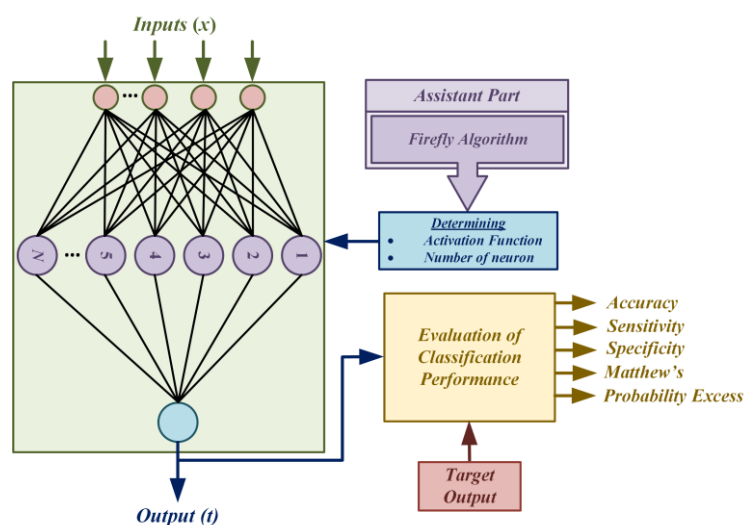 Inputs (x)
...
Assistant Part
Firefly Algorithm
Determining
• Activation Function
• Number of neuron
N ... 5 4 3 2 1
Evaluation of
Classification
Performance
Accuracy
Sensitivity
Specificity
Matthew's
Probability Excess
Target
Output
Output (t)